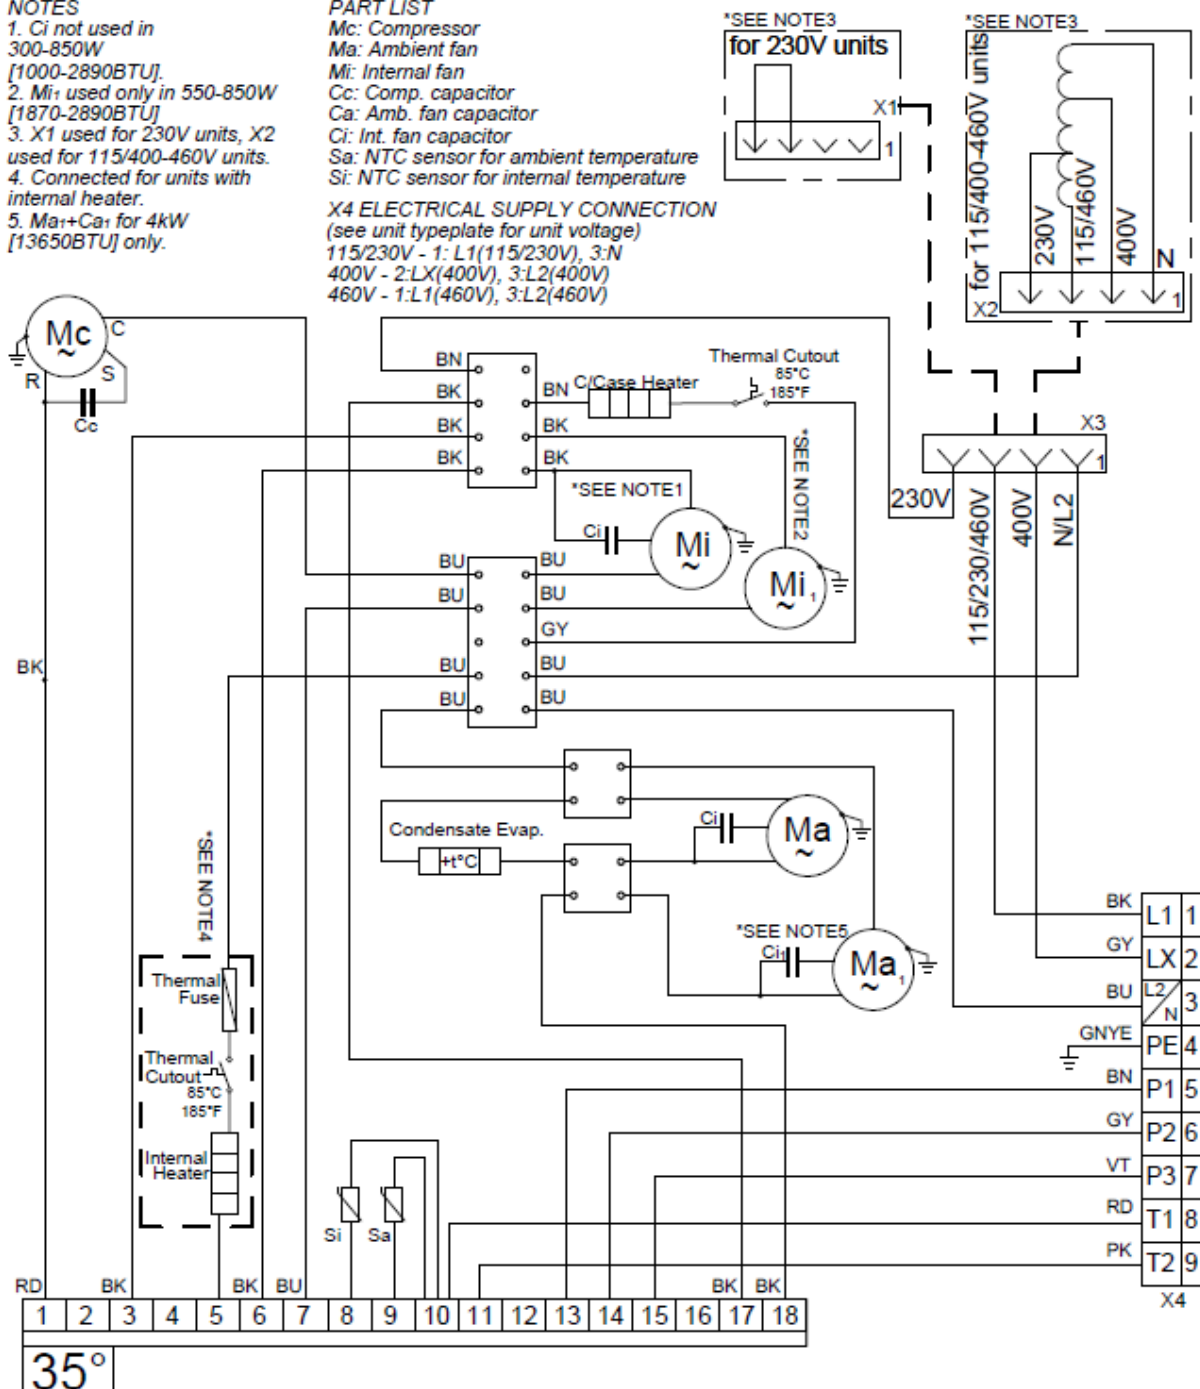 NOTES
1. Ci not used in
300-850W
[1000-2890BTU].
2. Mi₁ used only in 550-850W
[1870-2890BTU]
3. X1 used for 230V units, X2
used for 115/400-460V units.
4. Connected for units with
internal heater.
5. Ma₁+Ca₁ for 4kW
[13650BTU] only.
PART LIST
Mc: Compressor
Ma: Ambient fan
Mi: Internal fan
Cc: Comp. capacitor
Ca: Amb. fan capacitor
Ci: Int. fan capacitor
Sa: NTC sensor for ambient temperature
Si: NTC sensor for internal temperature
X4 ELECTRICAL SUPPLY CONNECTION
(see unit typeplate for unit voltage)
115/230V - 1: L1(115/230V), 3:N
400V - 2:LX(400V), 3:L2(400V)
460V - 1:L1(460V), 3:L2(460V)
*SEE NOTE3
for 230V units
X1
1
*SEE NOTE3
for 115/400-460V units
230V
115/460V
400V
N
X2
1
Mc
~
C
R
S
Cc
BN
BK
BK
BK
BN
C/Case Heater
Thermal Cutout
85°C
185°F
BK
BK
*SEE NOTE1
*SEE NOTE2
Ci
Mi
~
Mi₁
~
X3
1
230V
115/230/460V
400V
N/L2
BU
BU
BU
BU
BU
BU
GY
BU
BU
BK
Condensate Evap.
+t°C
Ci
Ma
~
*SEE NOTE5
Ci₁
Ma₁
~
*SEE NOTE4
Thermal
Fuse
Thermal
Cutout
85°C
185°F
Internal
Heater
Si
Sa
BK L1 1
GY LX 2
BU L2/N 3
GNYE PE 4
BN P1 5
GY P2 6
VT P3 7
RD T1 8
PK T2 9
X4
RD BK BK BU BK BK
1 2 3 4 5 6 7 8 9 10 11 12 13 14 15 16 17 18
35°